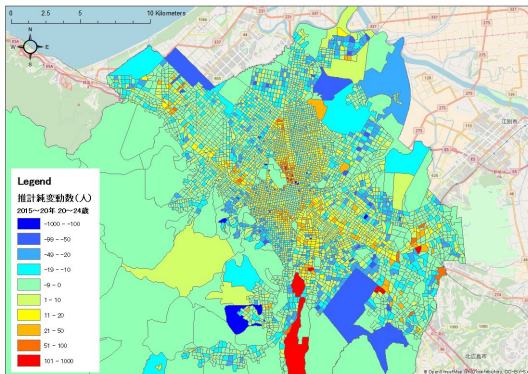 0 2.5 5 10 Kilometers
N
W E
S
Legend
推計純変動数(人)
2015~20年 20~24歳
-1000 - -100
-99 - -50
-49 - -20
-19 - -10
-9 - 0
1 - 10
11 - 20
21 - 50
51 - 100
101 - 1000
江別市
北広島市
275